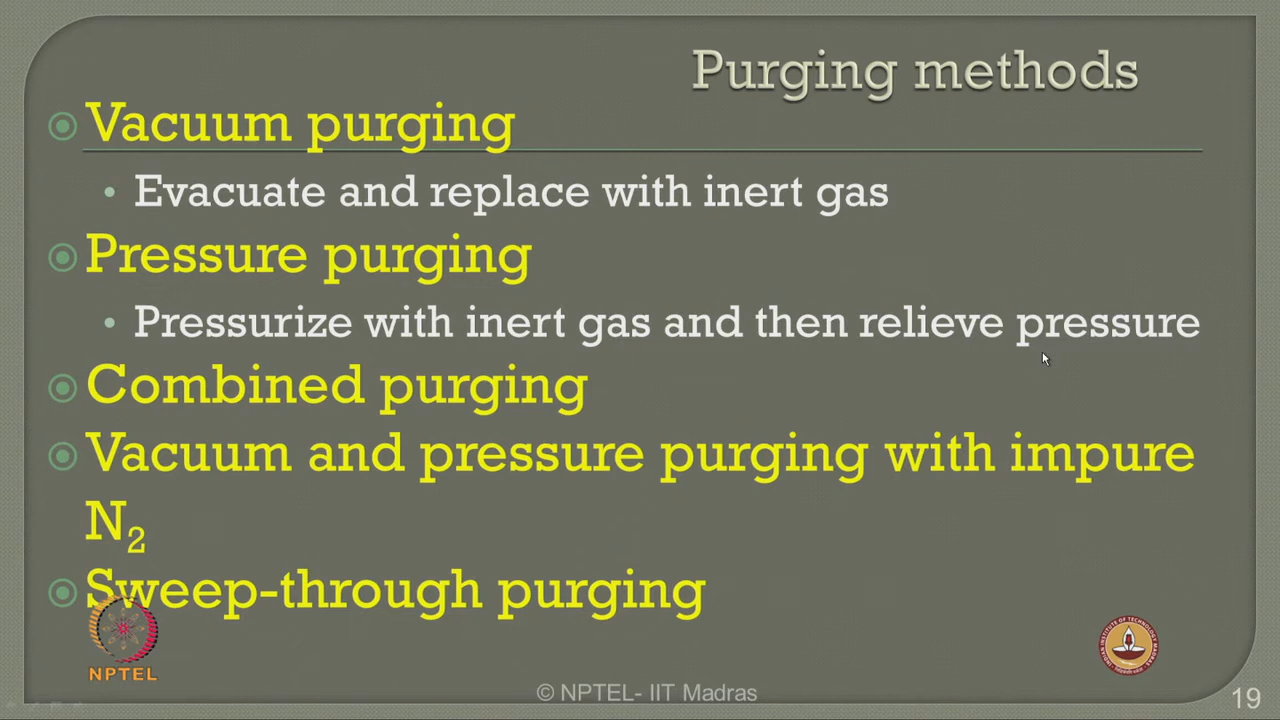 Purging methods
Vacuum purging
Evacuate and replace with inert gas
Pressure purging
Pressurize with inert gas and then relieve pressure
Combined purging
Vacuum and pressure purging with impure
N₂
Sweep-through purging
NPTEL
© NPTEL- IIT Madras
19